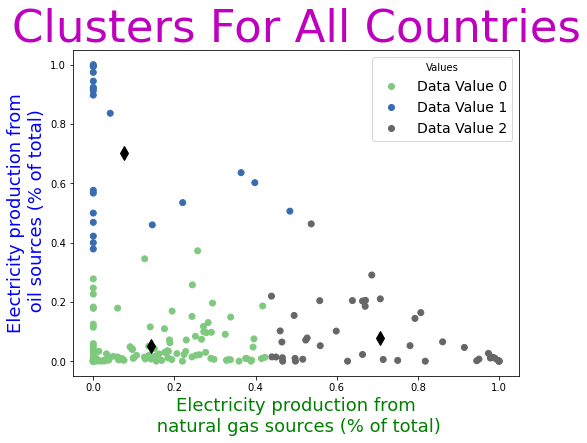 Clusters For All Countries
Electricity production from
oil sources (% of total)
1.0
0.8
0.6
0.4
0.2
0.0
Values
Data Value 0
Data Value 1
Data Value 2
0.0 0.2 0.4 0.6 0.8 1.0
Electricity production from
natural gas sources (% of total)